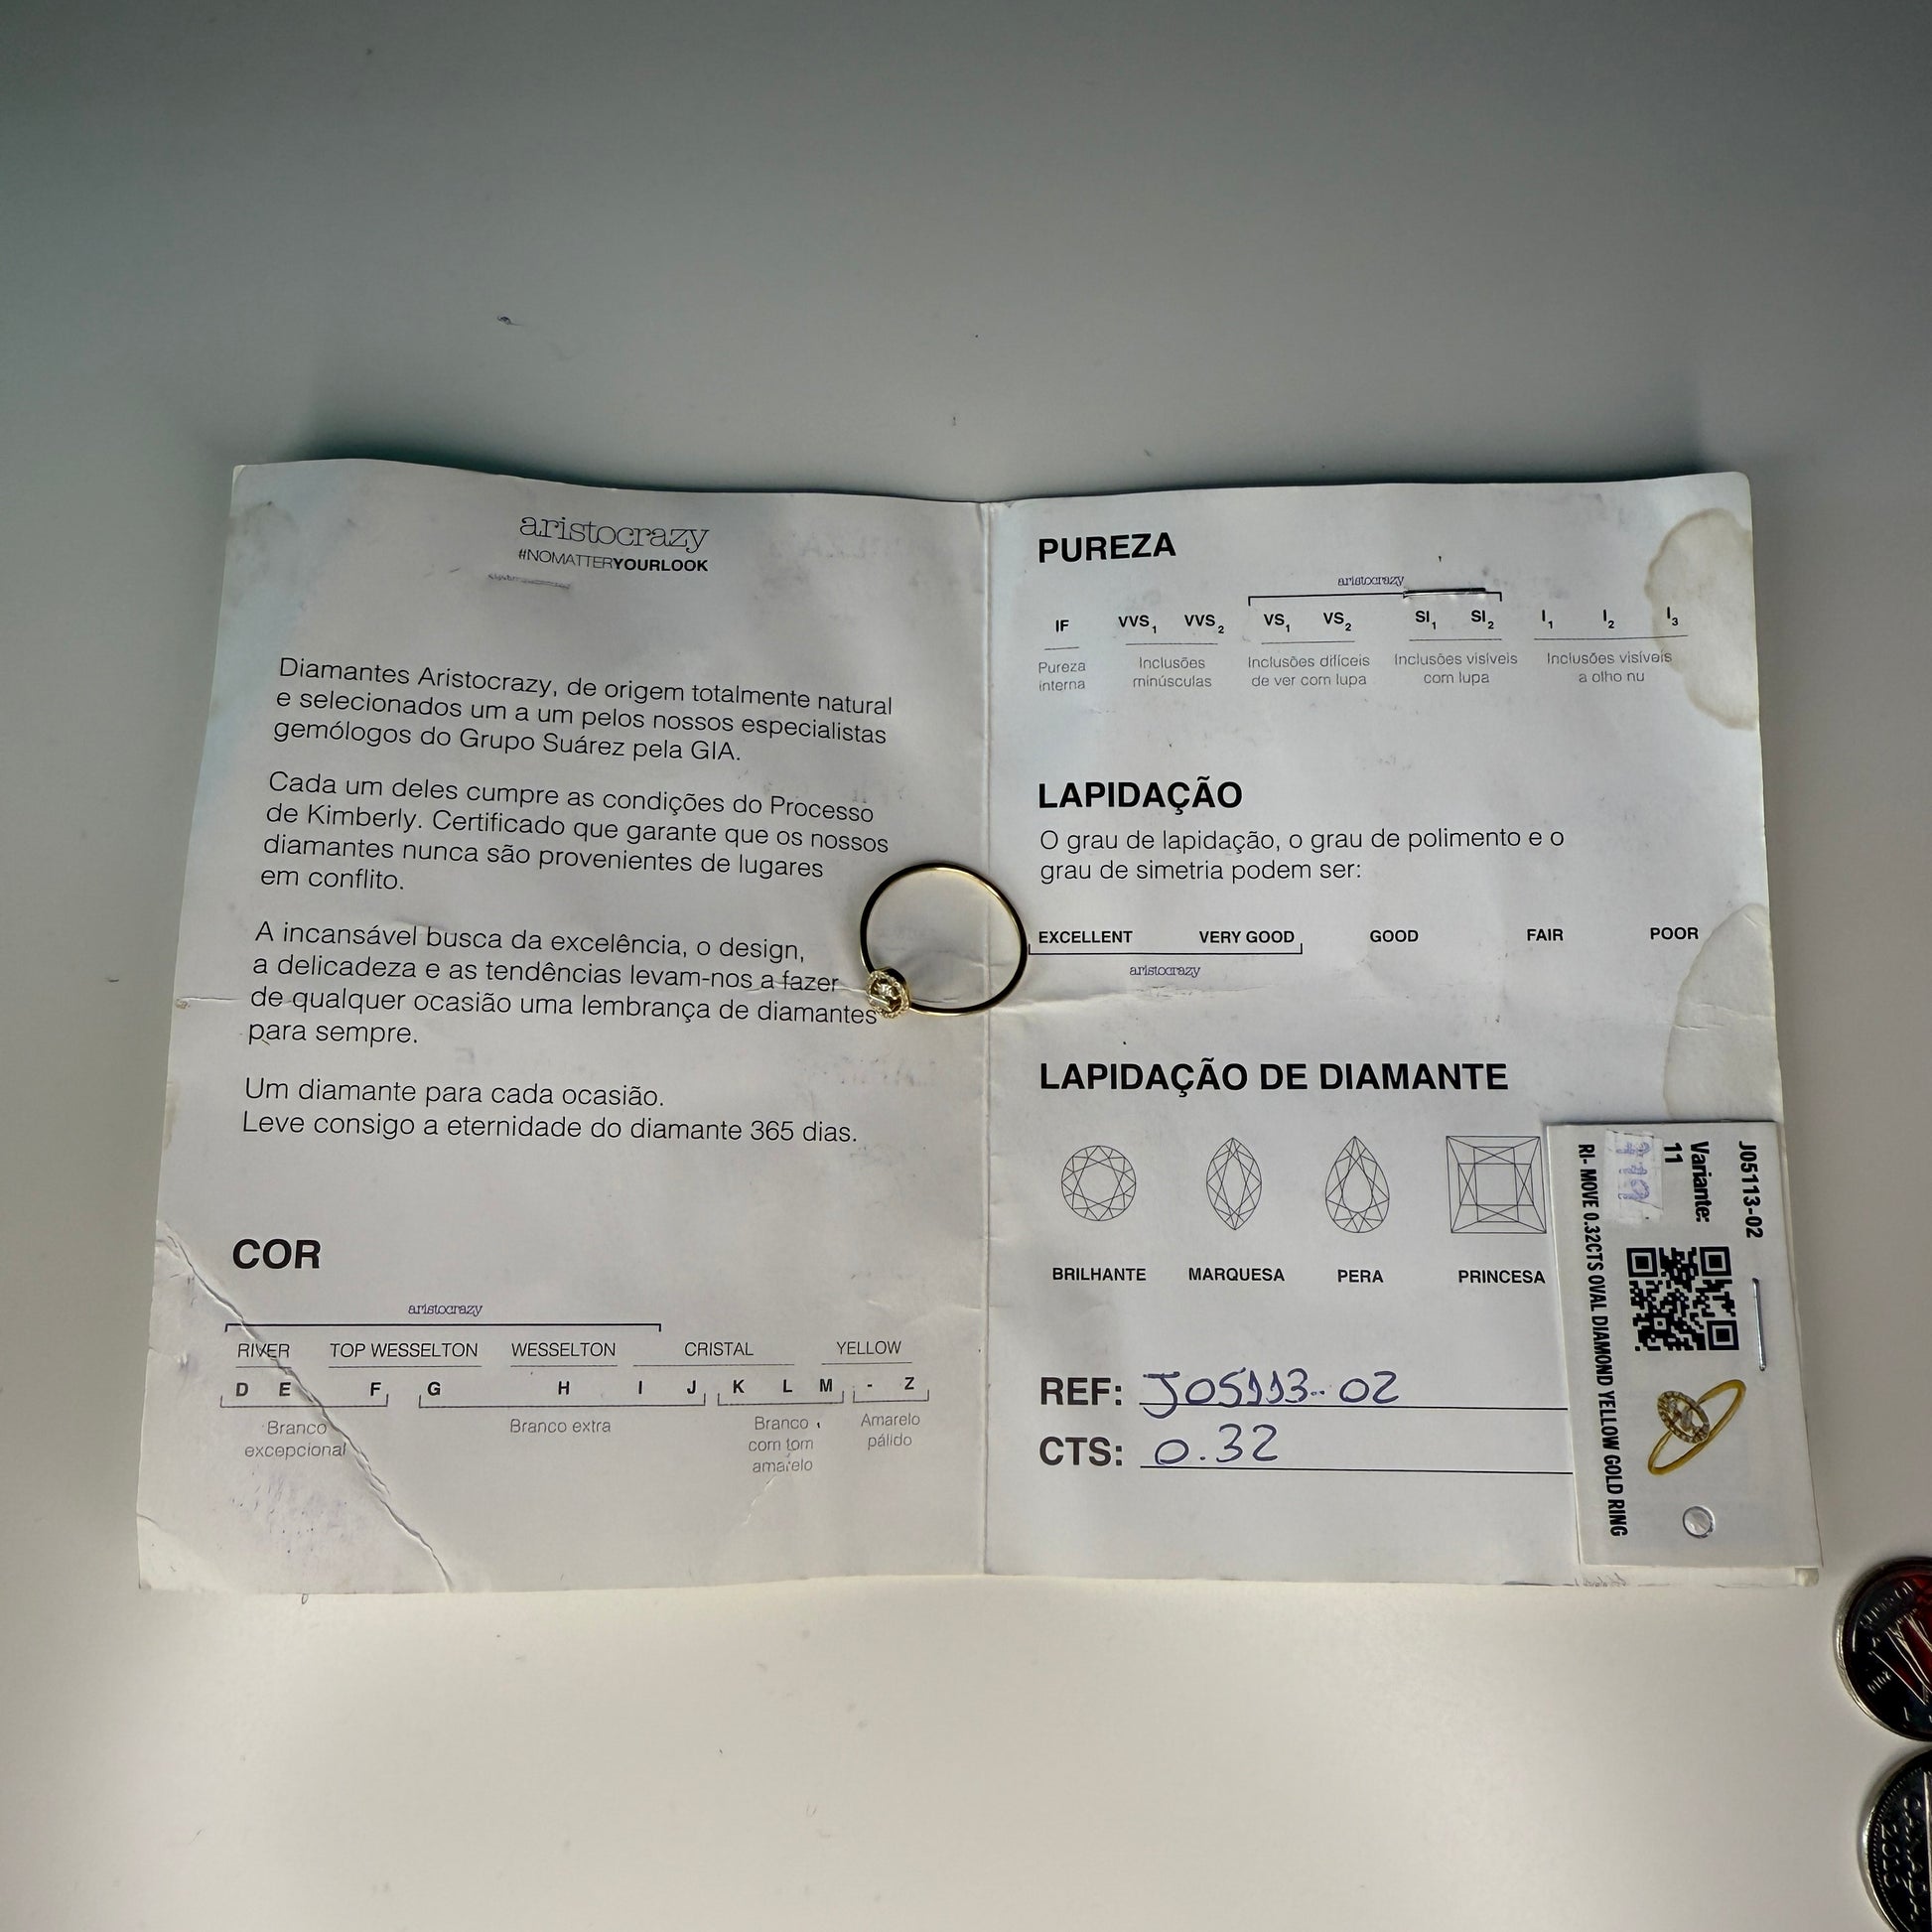 aristocrazy
#NOMATTERYOURLOOK
Diamantes Aristocrazy, de origem totalmente natural
e selecionados um a um pelos nossos especialistas
gemólogos do Grupo Suárez pela GIA.
Cada um deles cumpre as condições do Processo
de Kimberly. Certificado que garante que os nossos
diamantes nunca são provenientes de lugares
em conflito.
A incansável busca da excelência, o design,
a delicadeza e as tendências levam-nos a fazer
de qualquer ocasião uma lembrança de diamantes
para sempre.
Um diamante para cada ocasião.
Leve consigo a eternidade do diamante 365 dias.
COR
aristocrazy
RIVER TOP WESSELTON WESSELTON CRISTAL YELLOW
D E F G H I J K L M - Z
Branco excepcional
Branco extra
Branco com tom amarelo
Amarelo pálido
PUREZA
aristocrazy
IF VVS1 VVS2 VS1 VS2 SI1 SI2 I1 I2 I3
Pureza interna
Inclusões minúsculas
Inclusões difíceis de ver com lupa
Inclusões visíveis com lupa
Inclusões visíveis a olho nu
LAPIDAÇÃO
O grau de lapidação, o grau de polimento e o
grau de simetria podem ser:
EXCELLENT VERY GOOD GOOD FAIR POOR
aristocrazy
LAPIDAÇÃO DE DIAMANTE
BRILHANTE MARQUESA PERA PRINCESA
REF: J05113-02
CTS: 0.32
J05113-02
Variante:
11
RI- MOVE 0.32CTS OVAL DIAMOND YELLOW GOLD RING